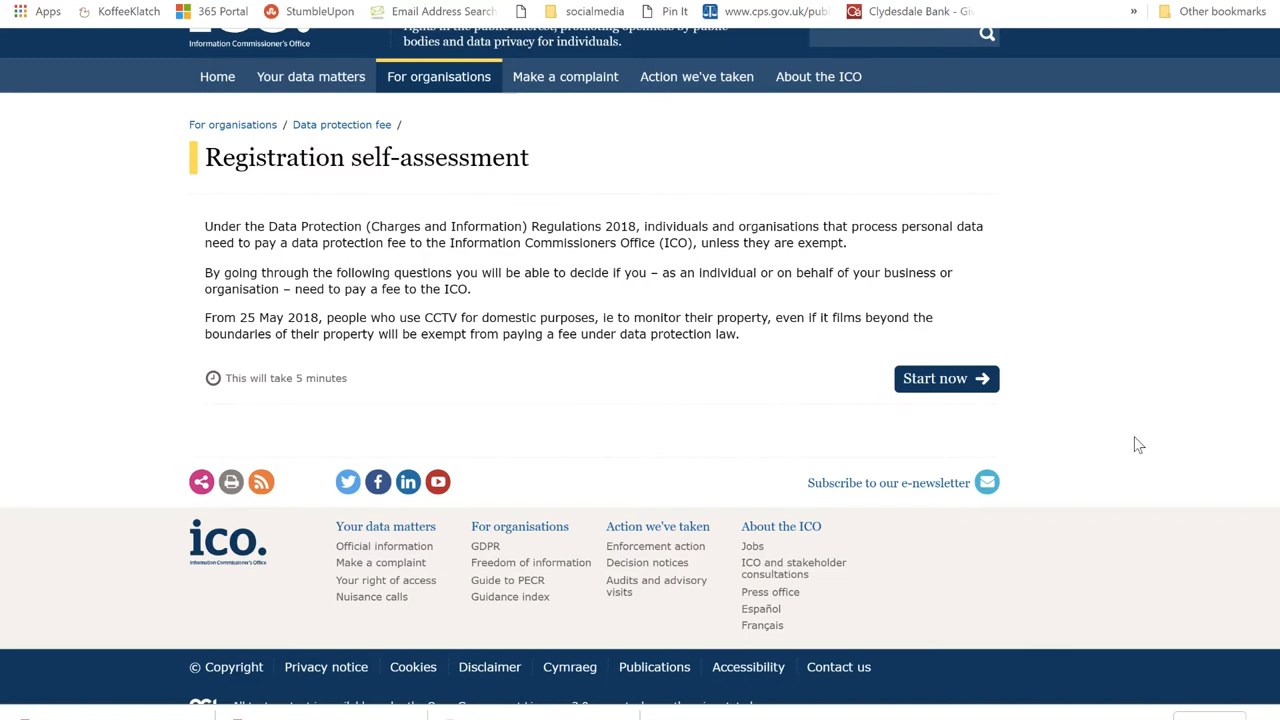 Apps KoffeeKlatch 365 Portal StumbleUpon Email Address Search socialmedia Pin It www.cps.gov.uk/publ Clydesdale Bank - Giv » Other bookmarks
Information Commissioner's Office
bodies and data privacy for individuals.
Home Your data matters For organisations Make a complaint Action we've taken About the ICO
For organisations / Data protection fee /
Registration self-assessment
Under the Data Protection (Charges and Information) Regulations 2018, individuals and organisations that process personal data
need to pay a data protection fee to the Information Commissioners Office (ICO), unless they are exempt.
By going through the following questions you will be able to decide if you – as an individual or on behalf of your business or
organisation – need to pay a fee to the ICO.
From 25 May 2018, people who use CCTV for domestic purposes, ie to monitor their property, even if it films beyond the
boundaries of their property will be exempt from paying a fee under data protection law.
This will take 5 minutes
Start now
Subscribe to our e-newsletter
ico.
Information Commissioner's Office
Your data matters
Official information
Make a complaint
Your right of access
Nuisance calls
For organisations
GDPR
Freedom of information
Guide to PECR
Guidance index
Action we've taken
Enforcement action
Decision notices
Audits and advisory
visits
About the ICO
Jobs
ICO and stakeholder
consultations
Press office
Español
Français
© Copyright Privacy notice Cookies Disclaimer Cymraeg Publications Accessibility Contact us